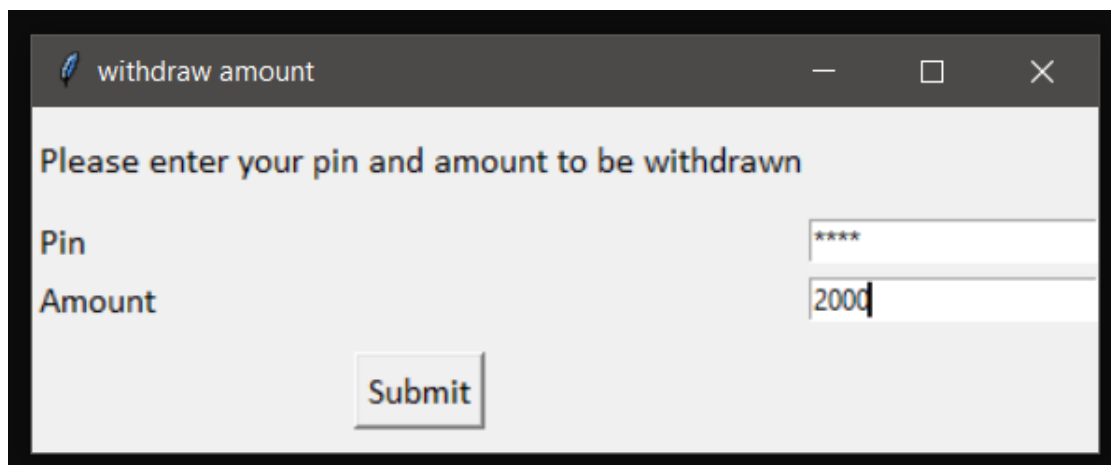 withdraw amount
Please enter your pin and amount to be withdrawn
Pin ****
Amount 2000
Submit